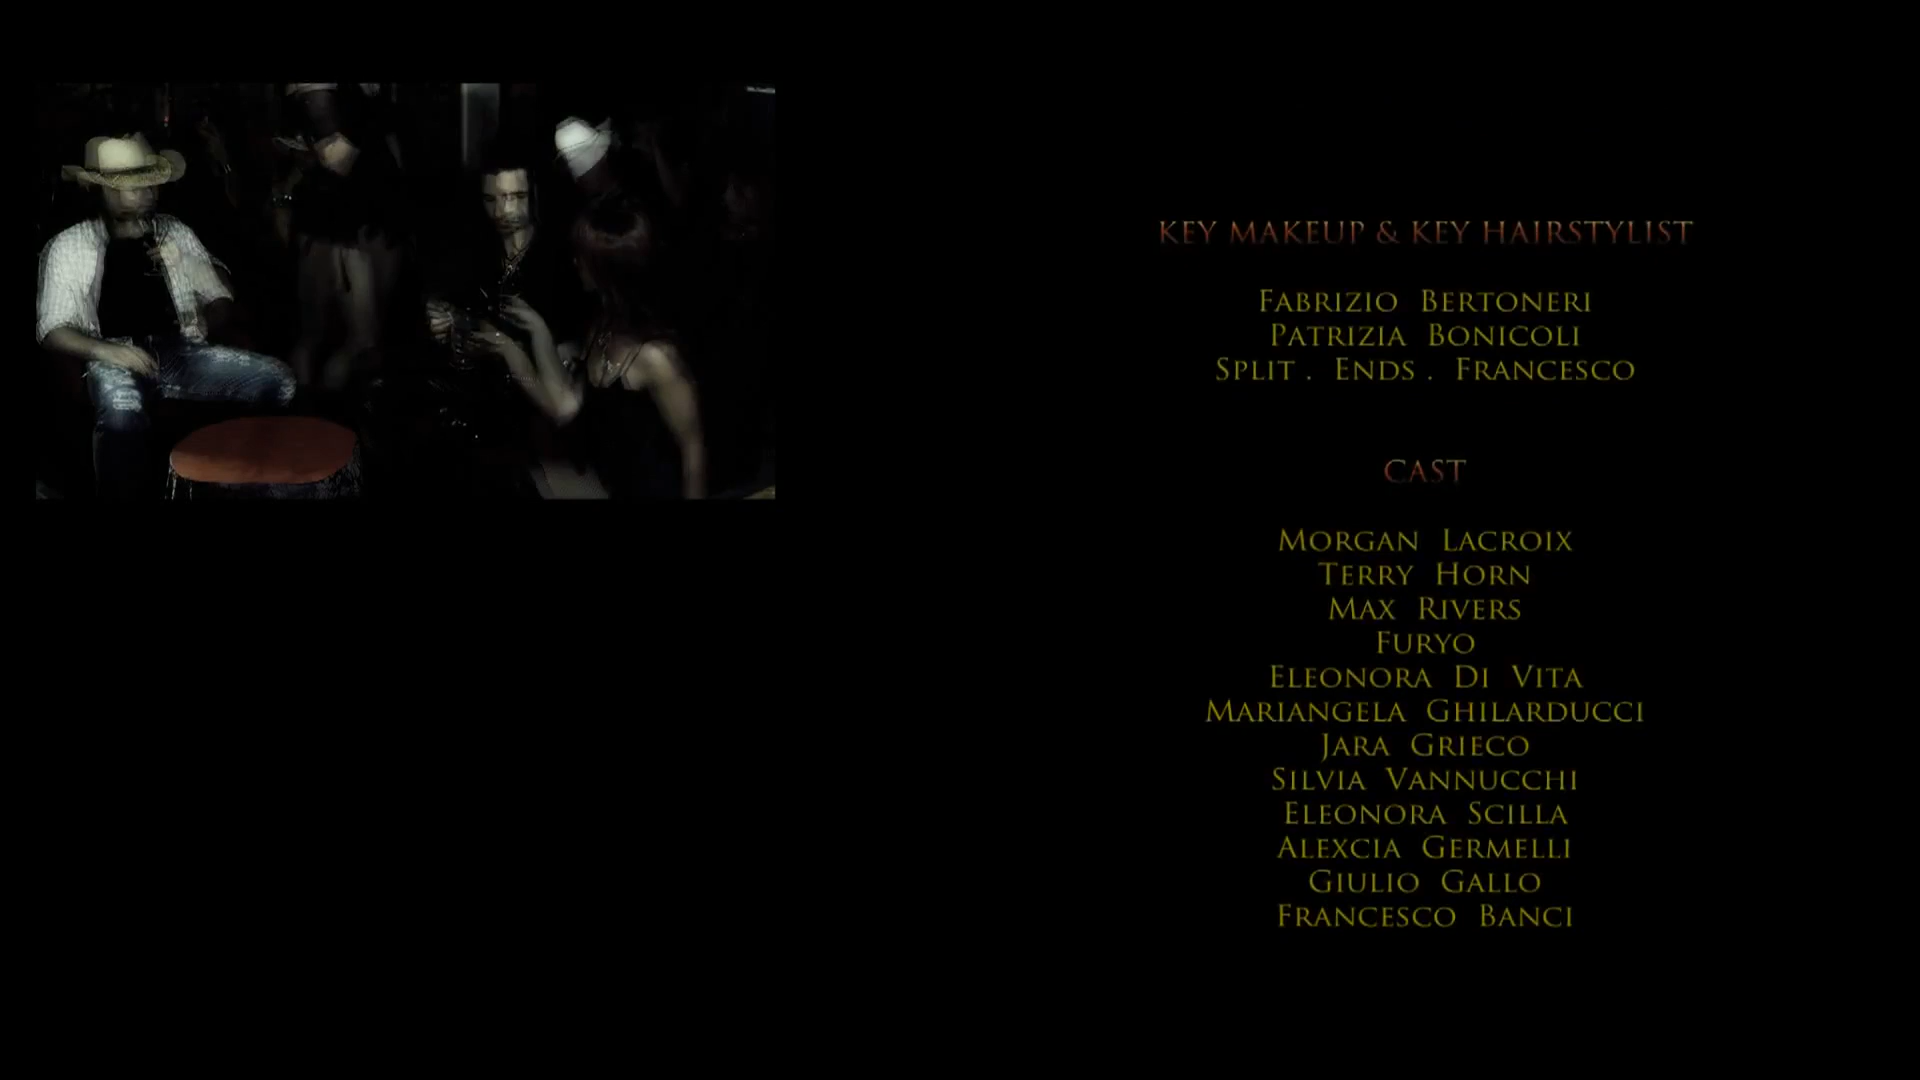 KEY MAKEUP & KEY HAIRSTYLIST
FABRIZIO BERTONERI
PATRIZIA BONICOLI
SPLIT . ENDS . FRANCESCO
CAST
MORGAN LACROIX
TERRY HORN
MAX RIVERS
FURYO
ELEONORA DI VITA
MARIANGELA GHILARDUCCI
JARA GRIECO
SILVIA VANNUCCHI
ELEONORA SCILLA
ALEXCIA GERMELLI
GIULIO GALLO
FRANCESCO BANCI